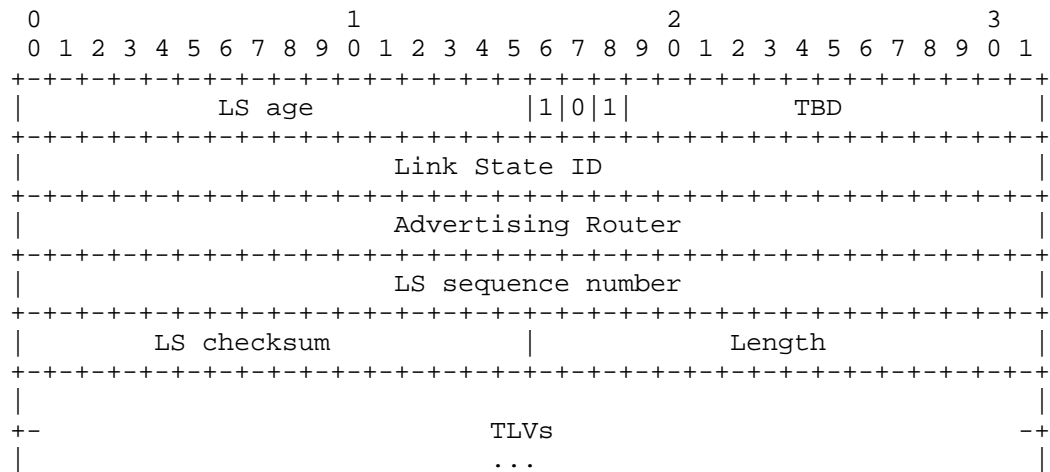 0                   1                   2                   3
 0 1 2 3 4 5 6 7 8 9 0 1 2 3 4 5 6 7 8 9 0 1 2 3 4 5 6 7 8 9 0 1
+-+-+-+-+-+-+-+-+-+-+-+-+-+-+-+-+-+-+-+-+-+-+-+-+-+-+-+-+-+-+-+-+
|            LS age             |1|0|1|          TBD            |
+-+-+-+-+-+-+-+-+-+-+-+-+-+-+-+-+-+-+-+-+-+-+-+-+-+-+-+-+-+-+-+-+
|                       Link State ID                           |
+-+-+-+-+-+-+-+-+-+-+-+-+-+-+-+-+-+-+-+-+-+-+-+-+-+-+-+-+-+-+-+-+
|                       Advertising Router                      |
+-+-+-+-+-+-+-+-+-+-+-+-+-+-+-+-+-+-+-+-+-+-+-+-+-+-+-+-+-+-+-+-+
|                       LS sequence number                      |
+-+-+-+-+-+-+-+-+-+-+-+-+-+-+-+-+-+-+-+-+-+-+-+-+-+-+-+-+-+-+-+-+
|        LS checksum            |            Length             |
+-+-+-+-+-+-+-+-+-+-+-+-+-+-+-+-+-+-+-+-+-+-+-+-+-+-+-+-+-+-+-+-+
|                                                               |
+-                            TLVs                             -+
|                             ...                               |